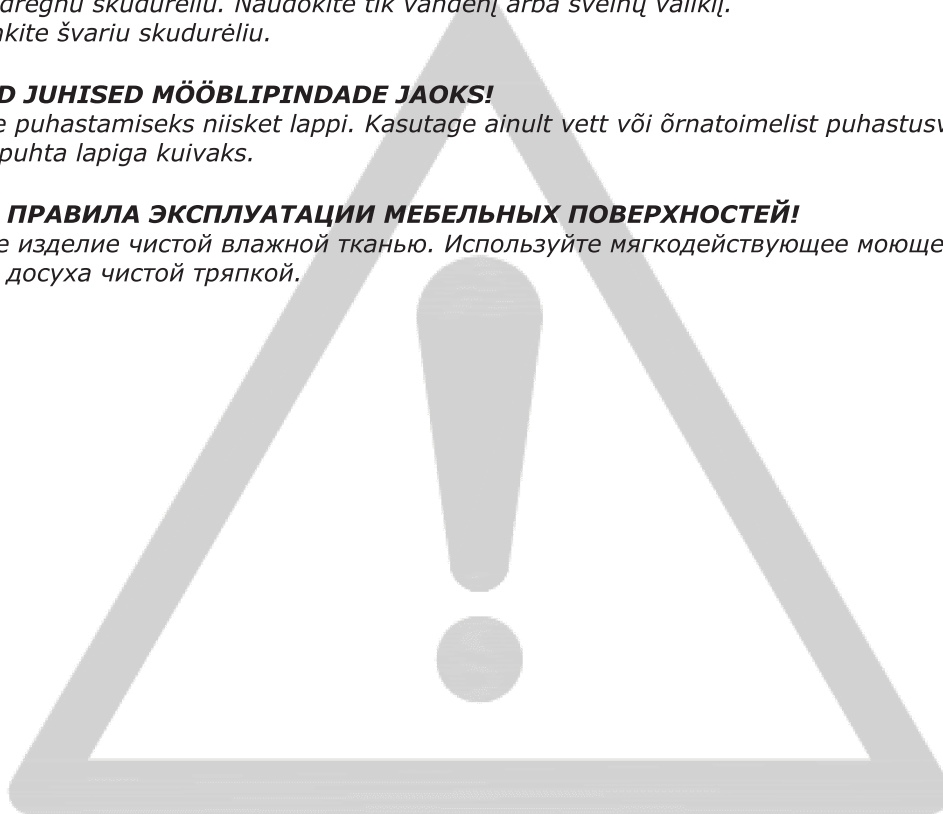 drėgnu skudurėliu. Naudokite tik vandenį arba švelnų valiklį.
nkite švariu skudurėliu.
D JUHISED MÖÖBLIPINDADE JAOKS!
e puhastamiseks niisket lappi. Kasutage ainult vett või õrnatoimelist puhastusv
puhta lapiga kuivaks.
ПРАВИЛА ЭКСПЛУАТАЦИИ МЕБЕЛЬНЫХ ПОВЕРХНОСТЕЙ!
е изделие чистой влажной тканью. Используйте мягкодействующее моюще
досуха чистой тряпкой.